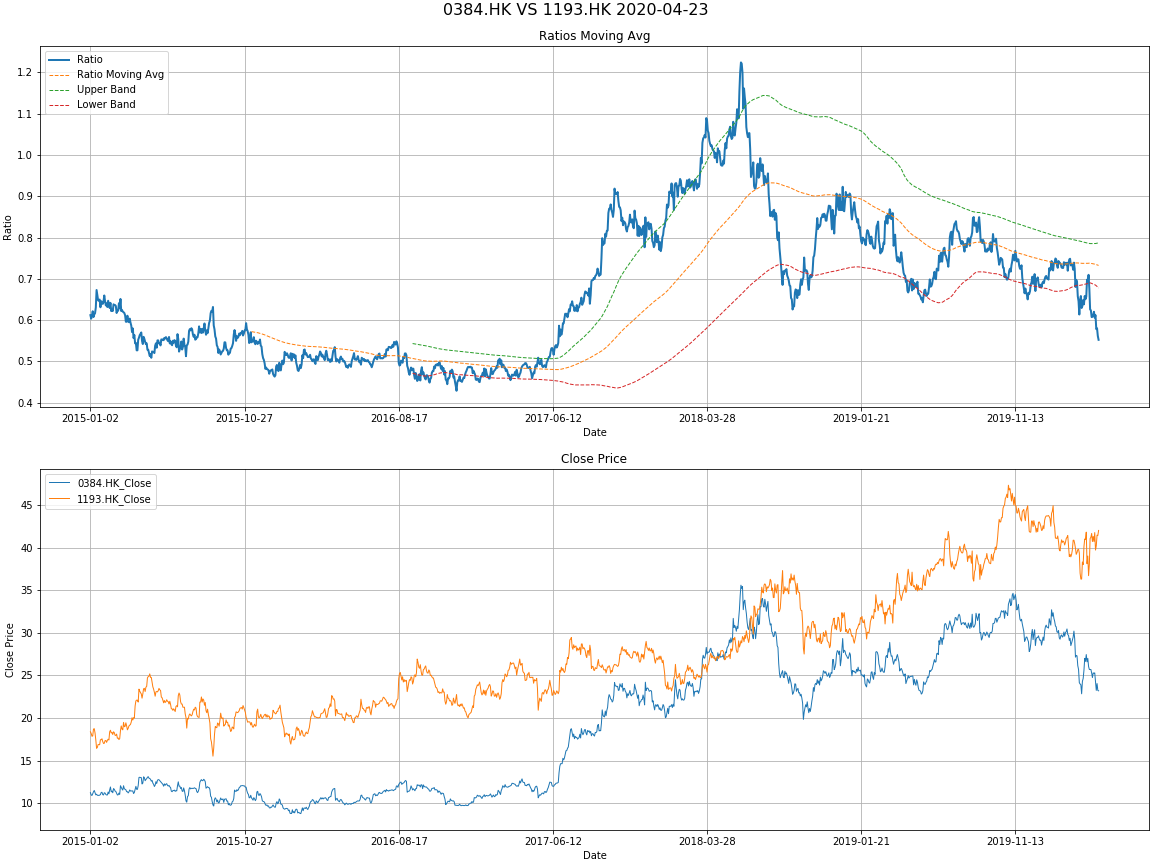 0384.HK VS 1193.HK 2020-04-23
Ratios Moving Avg
Ratio
Ratio Moving Avg
Upper Band
Lower Band
1.2
1.1
1.0
0.9
0.8
0.7
0.6
0.5
0.4
Ratio
2015-01-02 2015-10-27 2016-08-17 2017-06-12 2018-03-28 2019-01-21 2019-11-13
Date
Close Price
0384.HK_Close
1193.HK_Close
45
40
35
30
25
20
15
10
Close Price
2015-01-02 2015-10-27 2016-08-17 2017-06-12 2018-03-28 2019-01-21 2019-11-13
Date